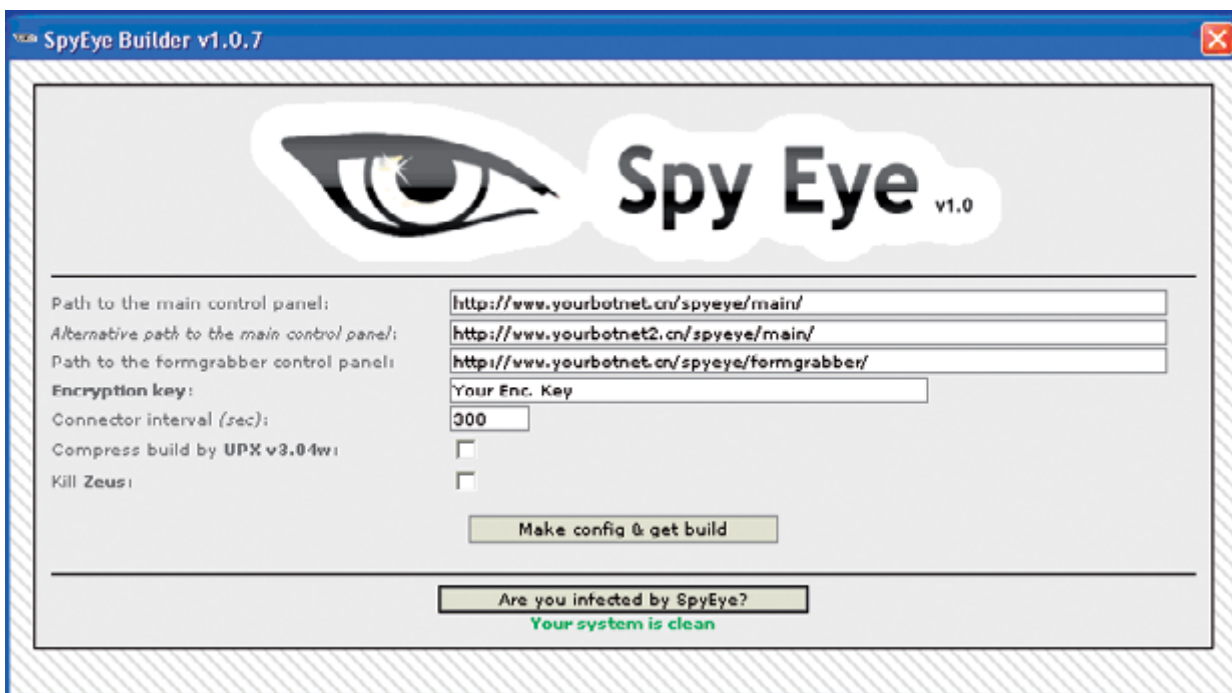 SpyEye Builder v1.0.7
Spy Eye v1.0
Path to the main control panel: http://www.yourbotnet.cn/spyeye/main/
Alternative path to the main control panel: http://www.yourbotnet2.cn/spyeye/main/
Path to the formgrabber control panel: http://www.yourbotnet.cn/spyeye/formgrabber/
Encryption key: Your Enc. Key
Connector interval (sec): 300
Compress build by UPX v3.04w:
Kill Zeus:
Make config & get build
Are you infected by SpyEye?
Your system is clean